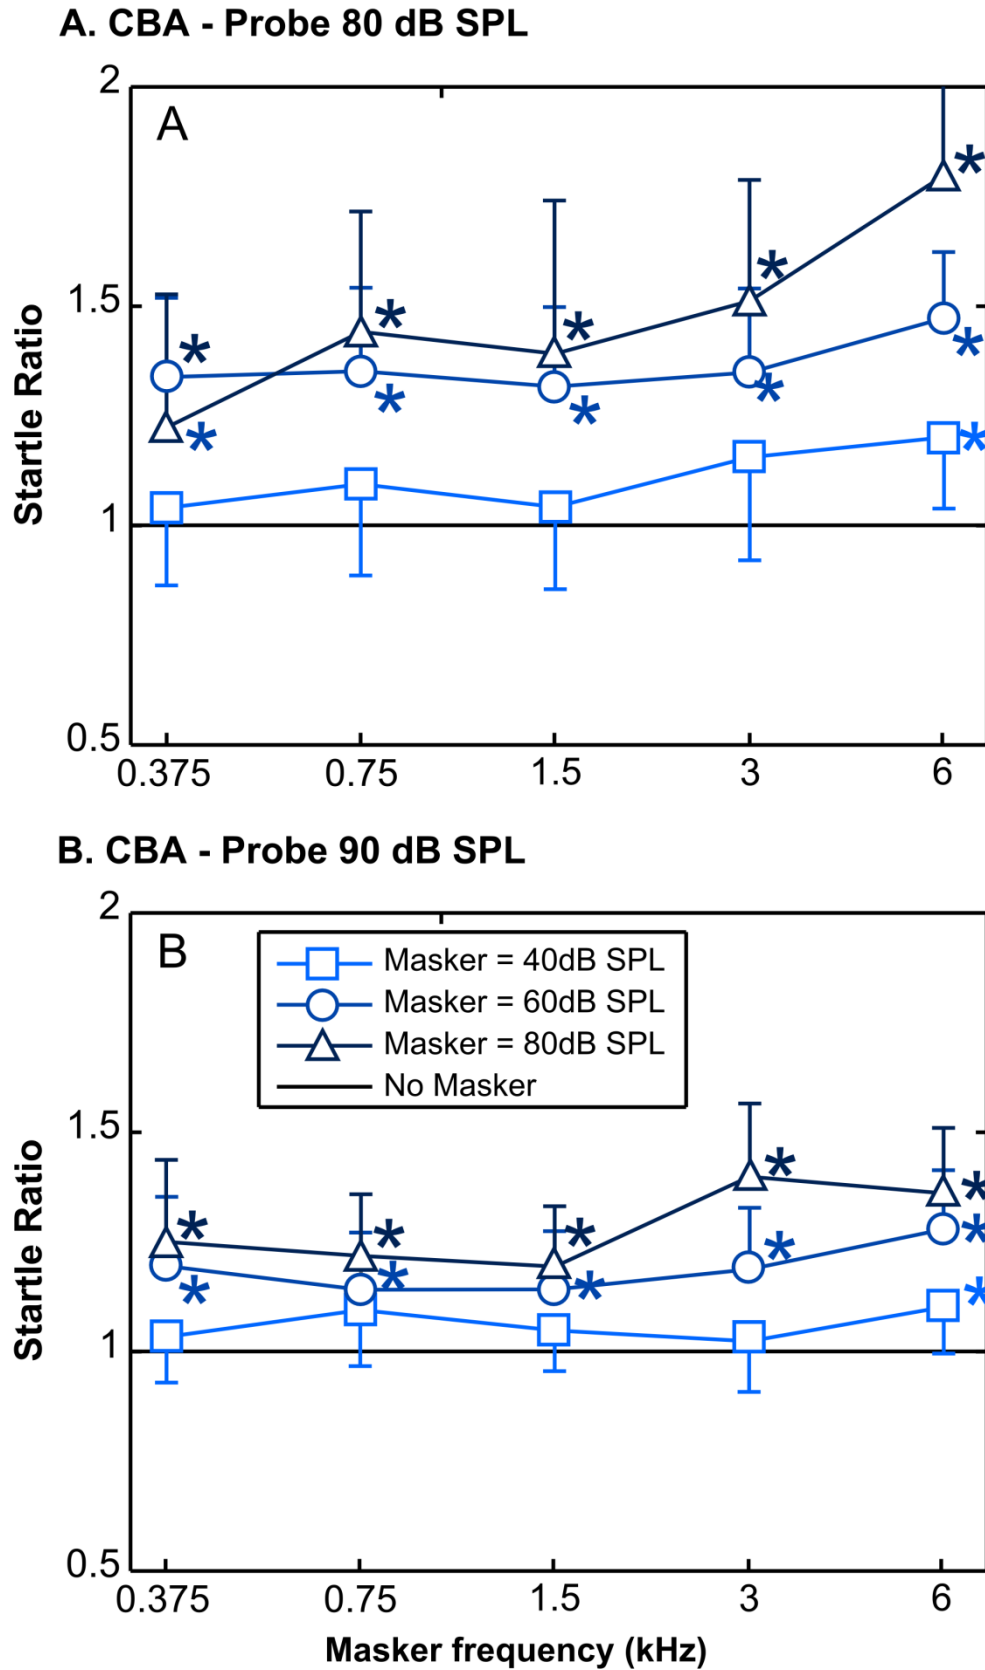 A. CBA - Probe 80 dB SPL
2
A
1.5
Startle Ratio
1
0.5
0.375 0.75 1.5 3 6
B. CBA - Probe 90 dB SPL
2
B
Masker = 40dB SPL
Masker = 60dB SPL
Masker = 80dB SPL
No Masker
1.5
Startle Ratio
1
0.5
0.375 0.75 1.5 3 6
Masker frequency (kHz)